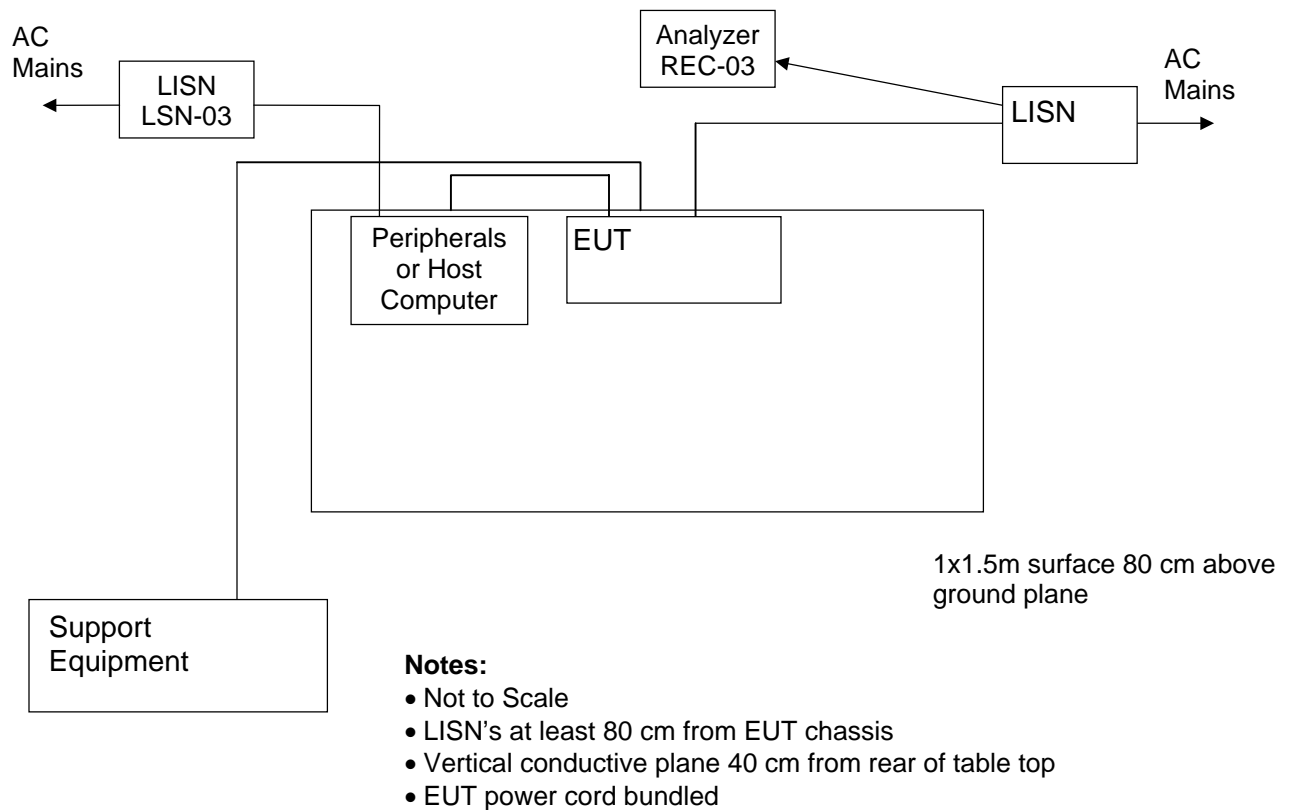 AC
Mains
LISN
LSN-03
Analyzer
REC-03
LISN
AC
Mains
Peripherals
or Host
Computer
EUT
1x1.5m surface 80 cm above
ground plane
Support
Equipment
Notes:
• Not to Scale
• LISN’s at least 80 cm from EUT chassis
• Vertical conductive plane 40 cm from rear of table top
• EUT power cord bundled